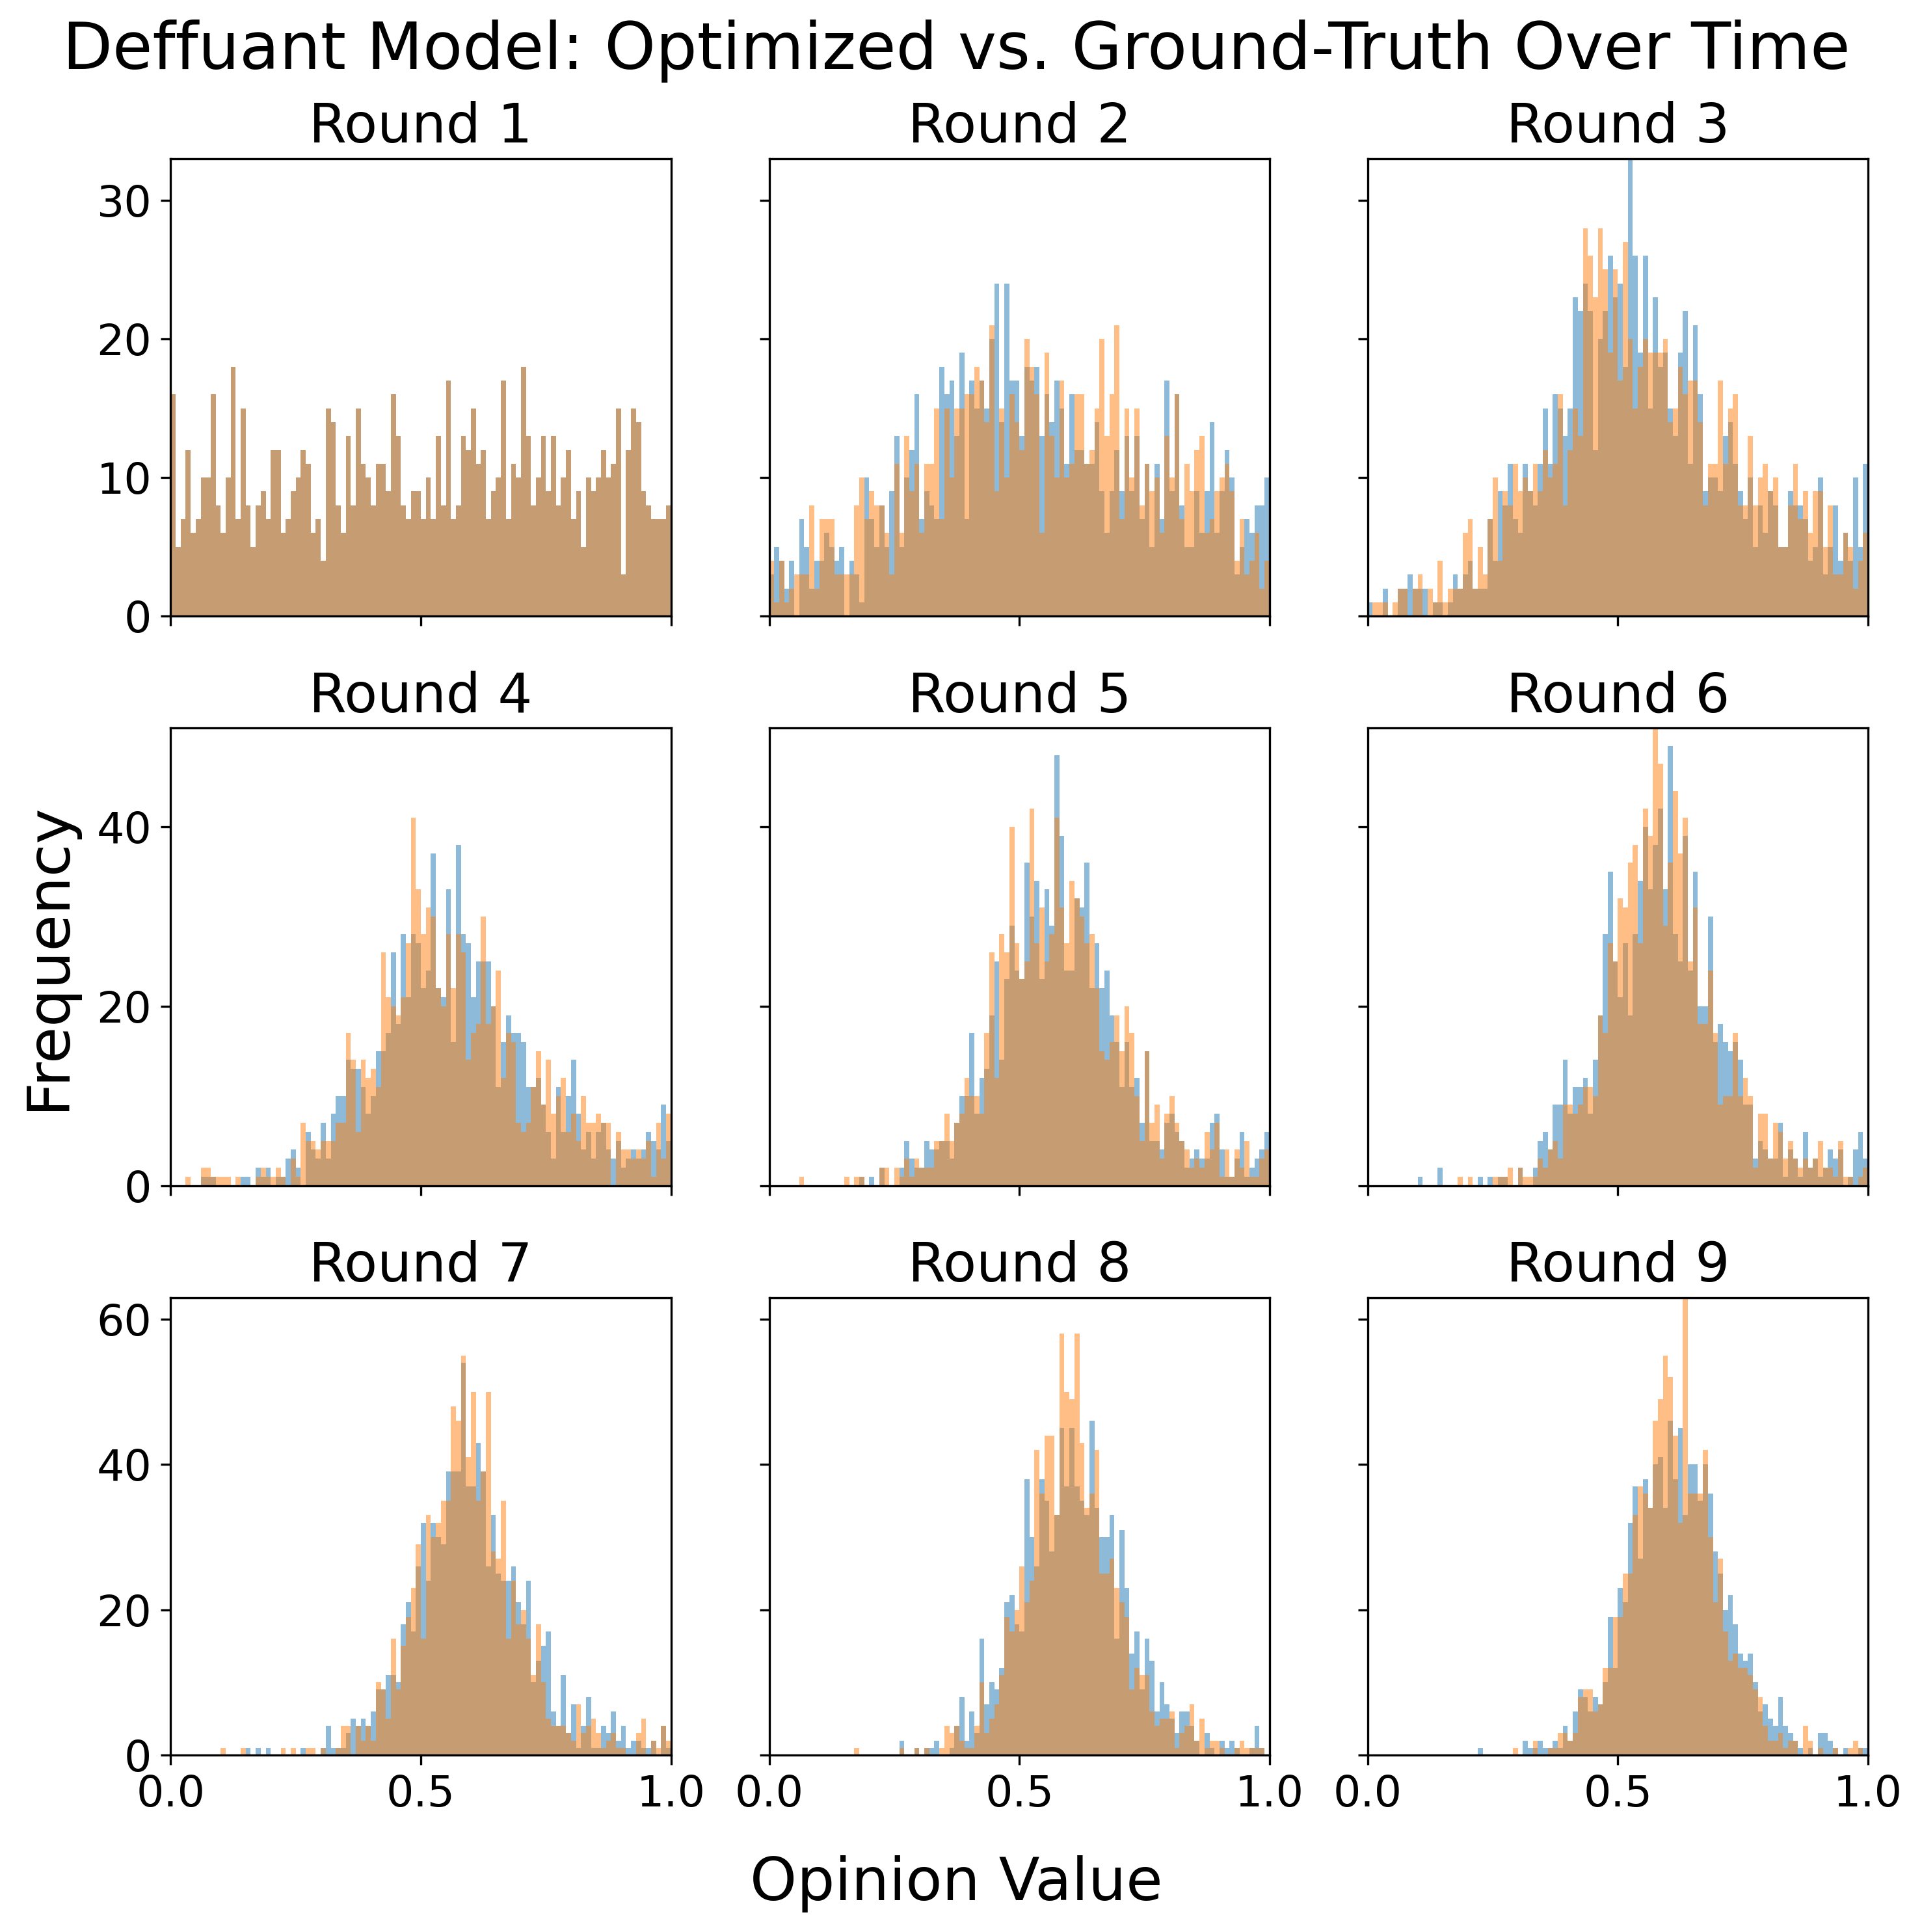 Deffuant Model: Optimized vs. Ground-Truth Over Time
Round 1
Round 2
Round 3
30
20
10
0
Round 4
Round 5
Round 6
Frequency
40
20
0
Round 7
Round 8
Round 9
60
40
20
0
0.0 0.5 1.0 0.0 0.5 1.0 0.0 0.5 1.0
Opinion Value